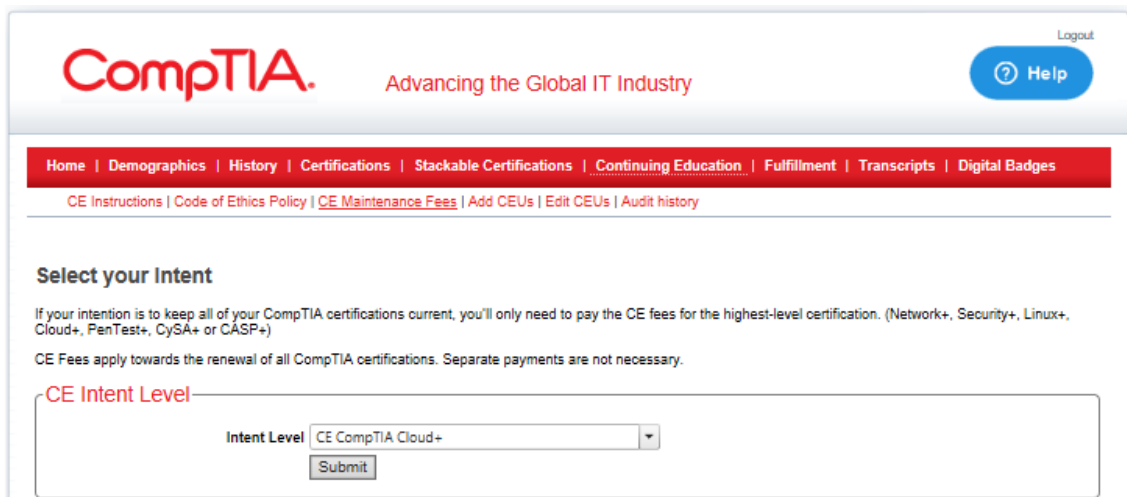 Logout
CompTIA.
Advancing the Global IT Industry
? Help
Home | Demographics | History | Certifications | Stackable Certifications | Continuing Education | Fulfillment | Transcripts | Digital Badges
CE Instructions | Code of Ethics Policy | CE Maintenance Fees | Add CEUs | Edit CEUs | Audit history
Select your Intent
If your intention is to keep all of your CompTIA certifications current, you'll only need to pay the CE fees for the highest-level certification. (Network+, Security+, Linux+,
Cloud+, PenTest+, CySA+ or CASP+)
CE Fees apply towards the renewal of all CompTIA certifications. Separate payments are not necessary.
CE Intent Level
Intent Level CE CompTIA Cloud+
Submit